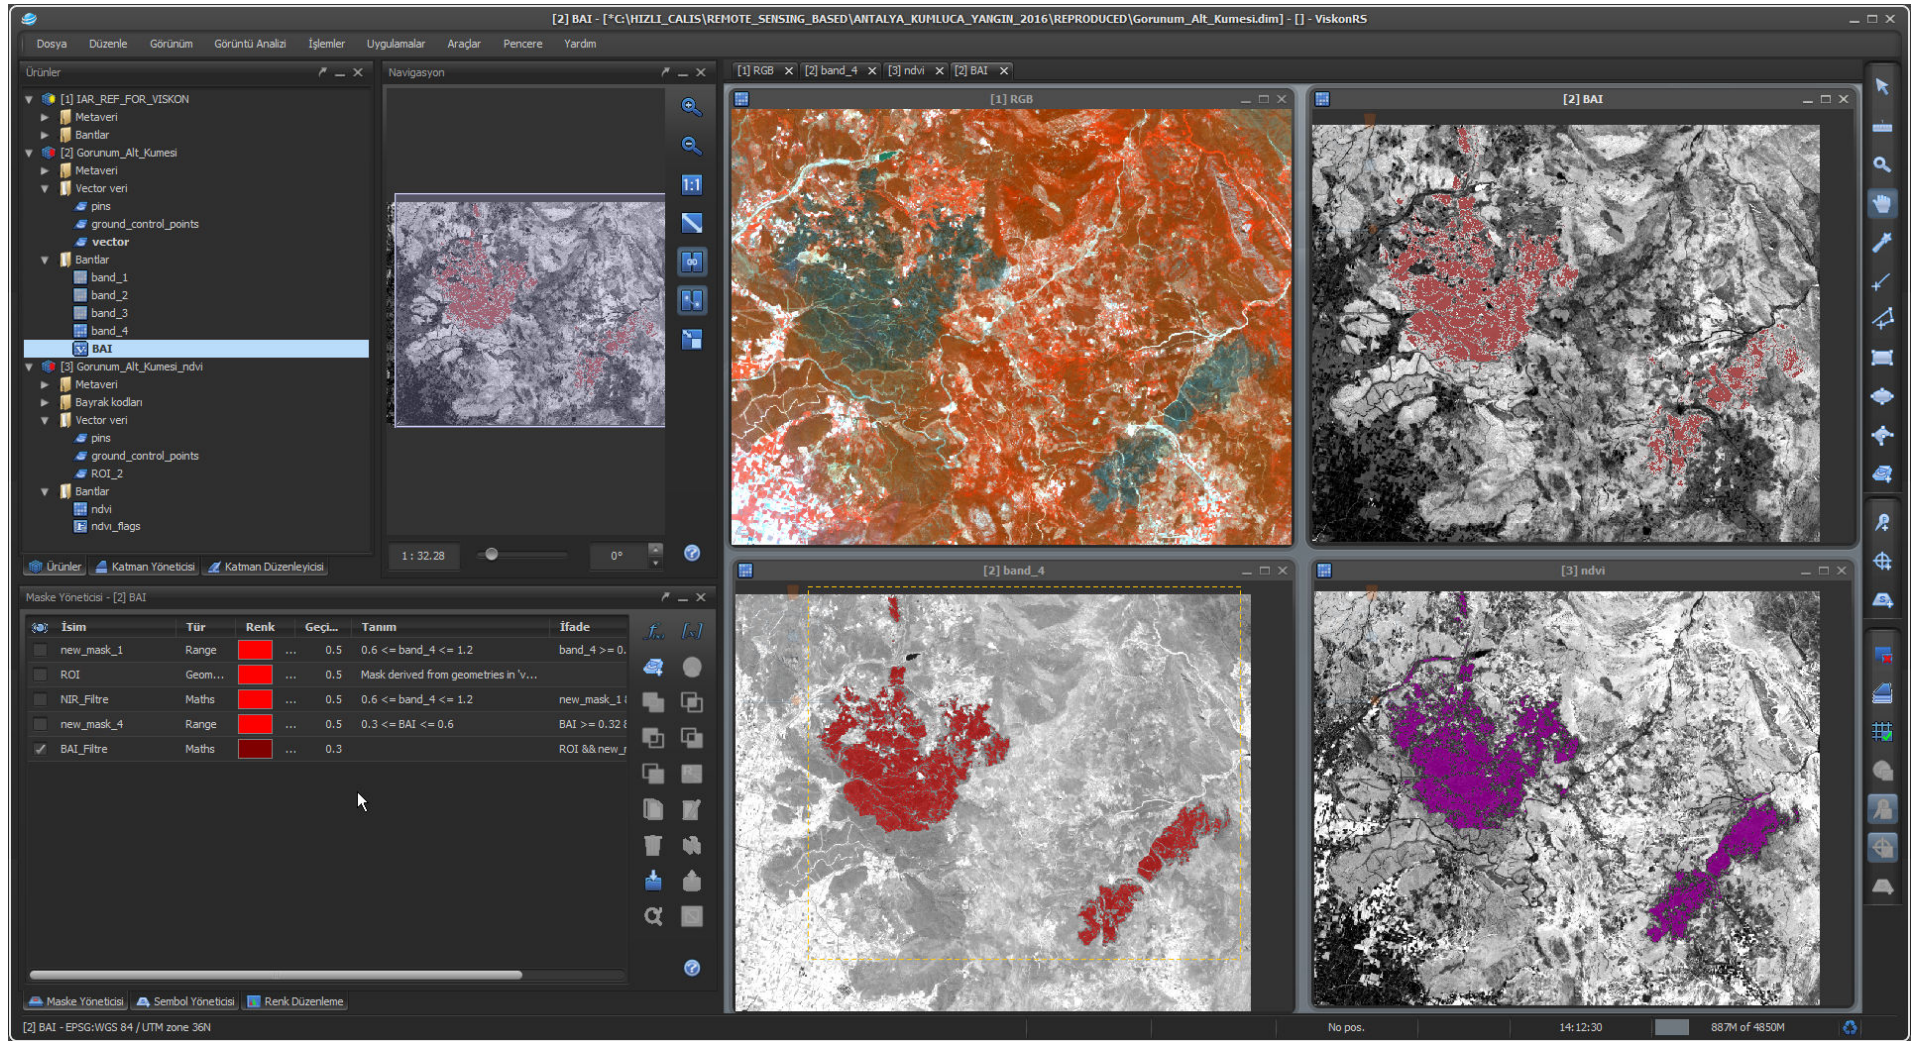 [2] BAI - [*C:\HIZLI_CALIS\REMOTE_SENSING_BASED\ANTALYA_KUMLUCA_YANGIN_2016\REPRODUCED\Gorunum_Alt_Kumesi.dim] - [] - ViskonRS
Dosya Düzenle Görünüm Görüntü Analizi İşlemler Uygulamalar Araçlar Pencere Yardım
Ürünler
[1] IAR_REF_FOR_VISKON
Metaveri
Bantlar
[2] Gorunum_Alt_Kumesi
Metaveri
Vector veri
pins
ground_control_points
vector
Bantlar
band_1
band_2
band_3
band_4
BAI
[3] Gorunum_Alt_Kumesi_ndvi
Metaveri
Bayrak kodları
Vector veri
pins
ground_control_points
ROI_2
Bantlar
ndvi
ndvi_flags
Ürünler Katman Yöneticisi Katman Düzenleyicisi
Navigasyon
1:1
1 : 32.28 0°
[1] RGB [2] band_4 [3] ndvi [2] BAI
[1] RGB
[2] BAI
[2] band_4
[3] ndvi
Maske Yöneticisi - [2] BAI
İsim Tür Renk Geçi... Tanım İfade
new_mask_1 Range ... 0.5 0.6 <= band_4 <= 1.2 band_4 >= 0.
ROI Geom... ... 0.5 Mask derived from geometries in 'v...
NIR_Filtre Maths ... 0.5 0.6 <= band_4 <= 1.2 new_mask_1 &
new_mask_4 Range ... 0.5 0.3 <= BAI <= 0.6 BAI >= 0.32 &
BAI_Filtre Maths ... 0.3 ROI && new_r
Maske Yöneticisi Sembol Yöneticisi Renk Düzenleme
[2] BAI - EPSG:WGS 84 / UTM zone 36N No pos. 14:12:30 887M of 4850M